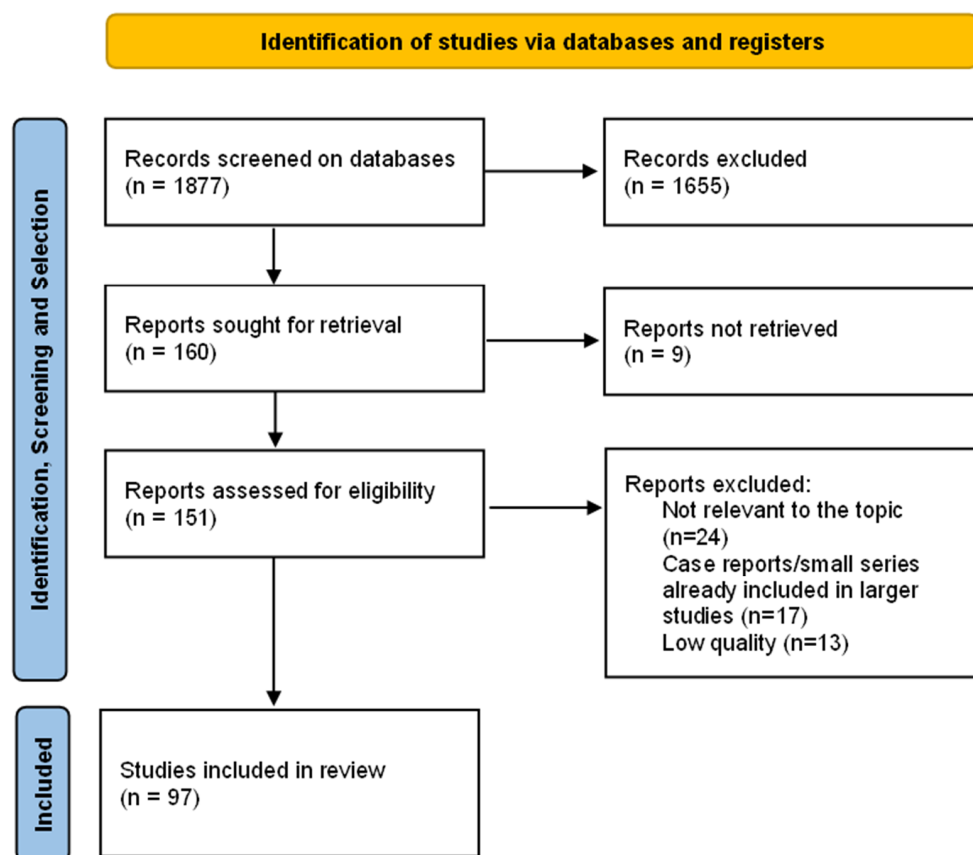 Identification of studies via databases and registers
Identification, Screening and Selection
Records screened on databases
(n = 1877)
Records excluded
(n = 1655)
Reports sought for retrieval
(n = 160)
Reports not retrieved
(n = 9)
Reports assessed for eligibility
(n = 151)
Reports excluded:
Not relevant to the topic
(n=24)
Case reports/small series
already included in larger
studies (n=17)
Low quality (n=13)
Included
Studies included in review
(n = 97)